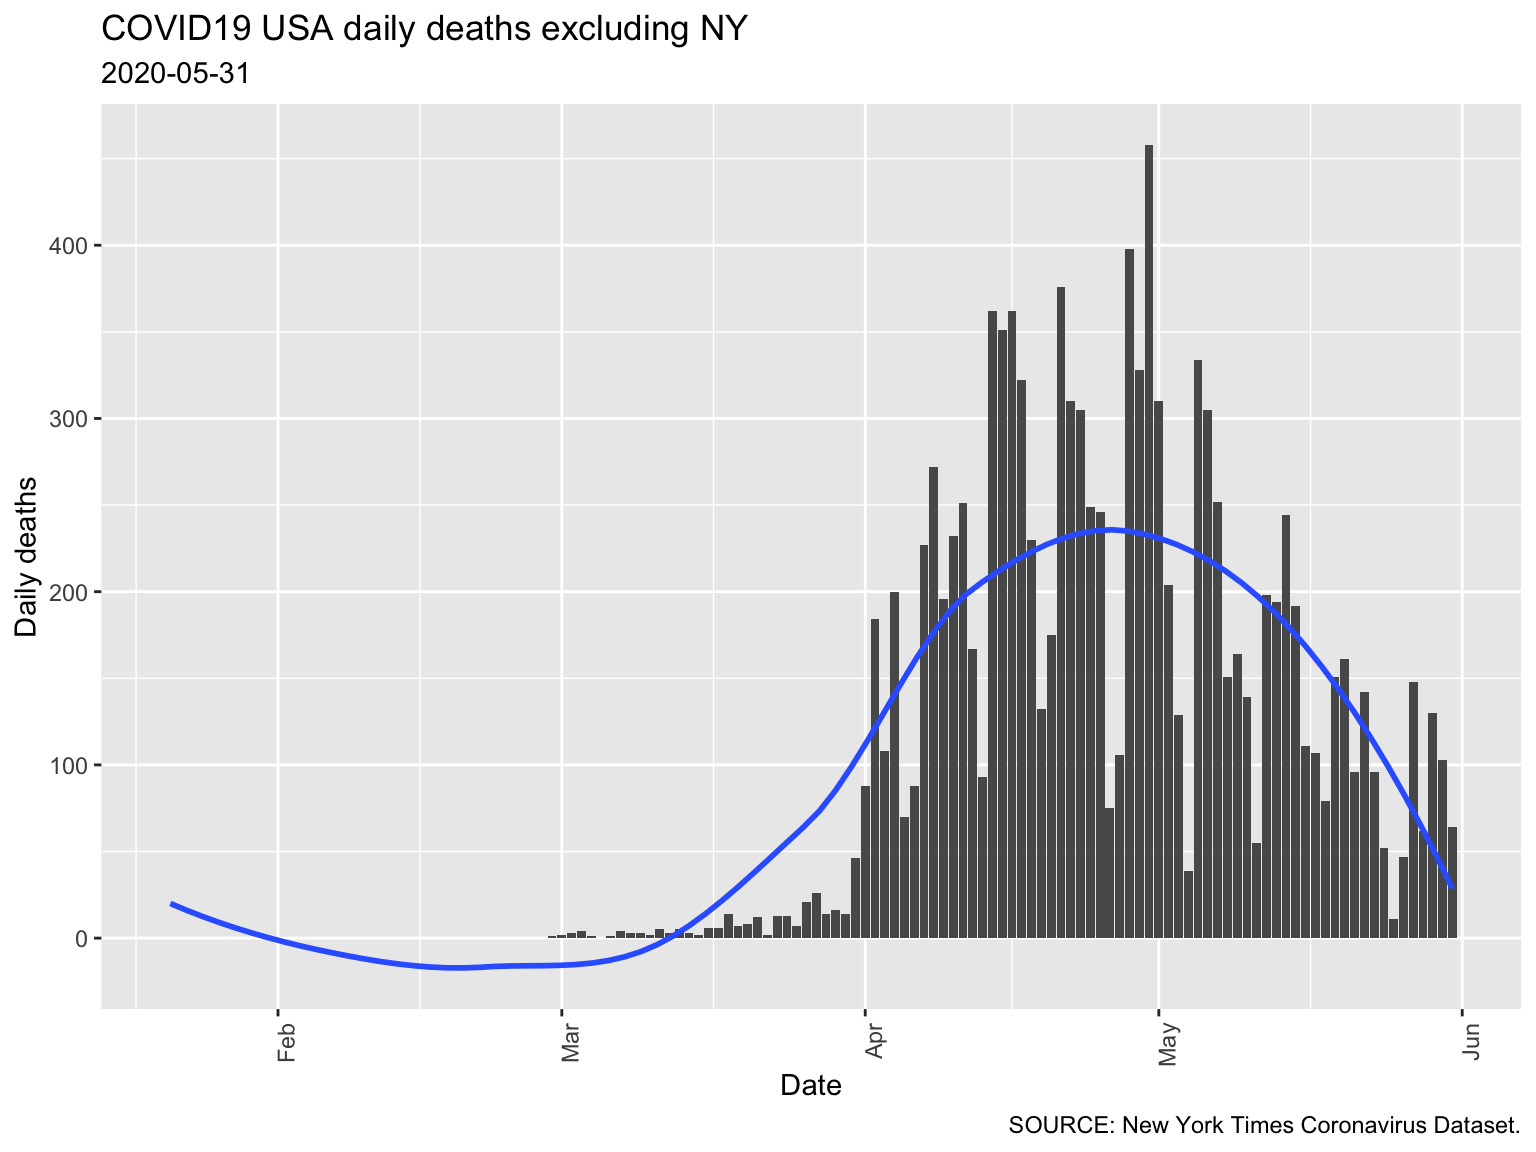 COVID19 USA daily deaths excluding NY
2020-05-31
Daily deaths
400
300
200
100
0
Feb
Mar
Apr
May
Jun
Date
SOURCE: New York Times Coronavirus Dataset.